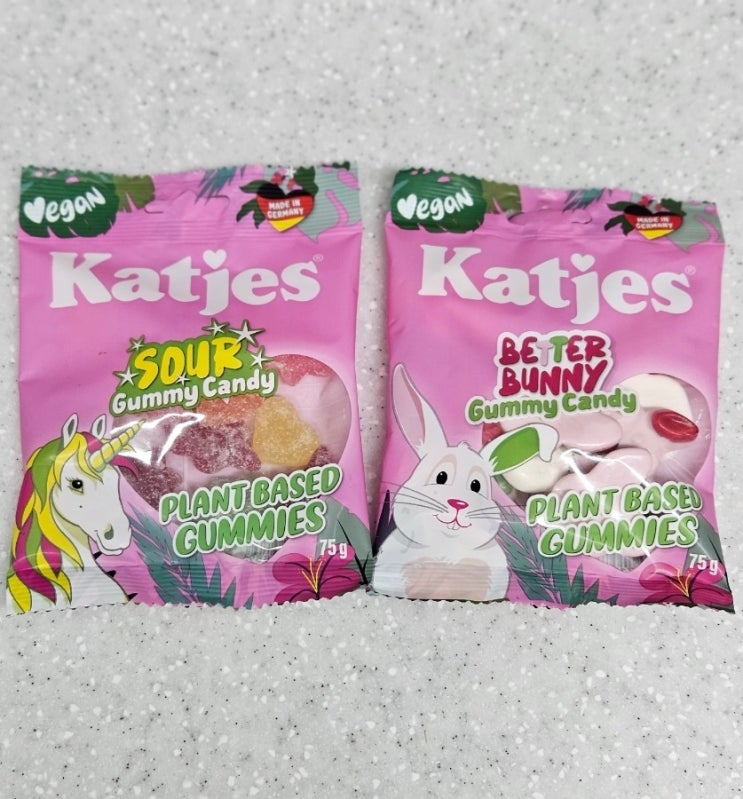 Vegan
MADE IN
GERMANY
Katjes®
SOUR
Gummy Candy
PLANT BASED
GUMMIES
75g
Vegan
MADE IN
GERMANY
Katjes®
BETTER
BUNNY
Gummy Candy
PLANT BASED
GUMMIES
75g